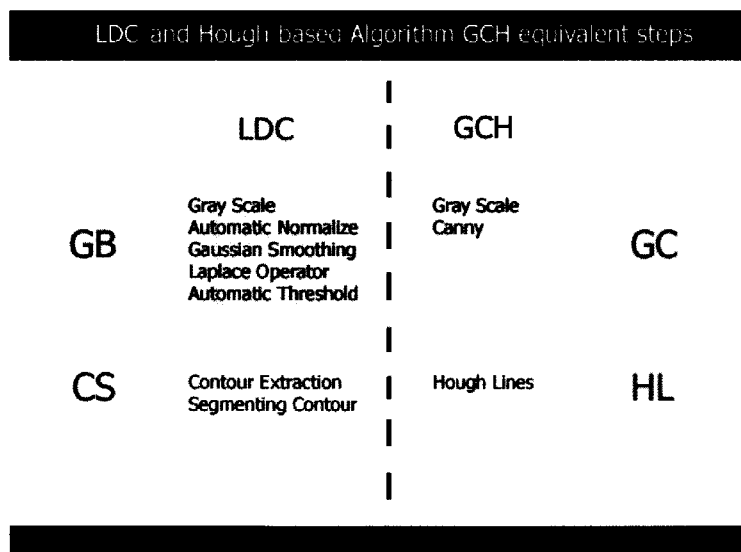 LDC and Hough based Algorithm GCH equivalent steps
LDC
GCH
GB
Gray Scale
Automatic Normalize
Gaussian Smoothing
Laplace Operator
Automatic Threshold
Gray Scale
Canny
GC
CS
Contour Extraction
Segmenting Contour
Hough Lines
HL